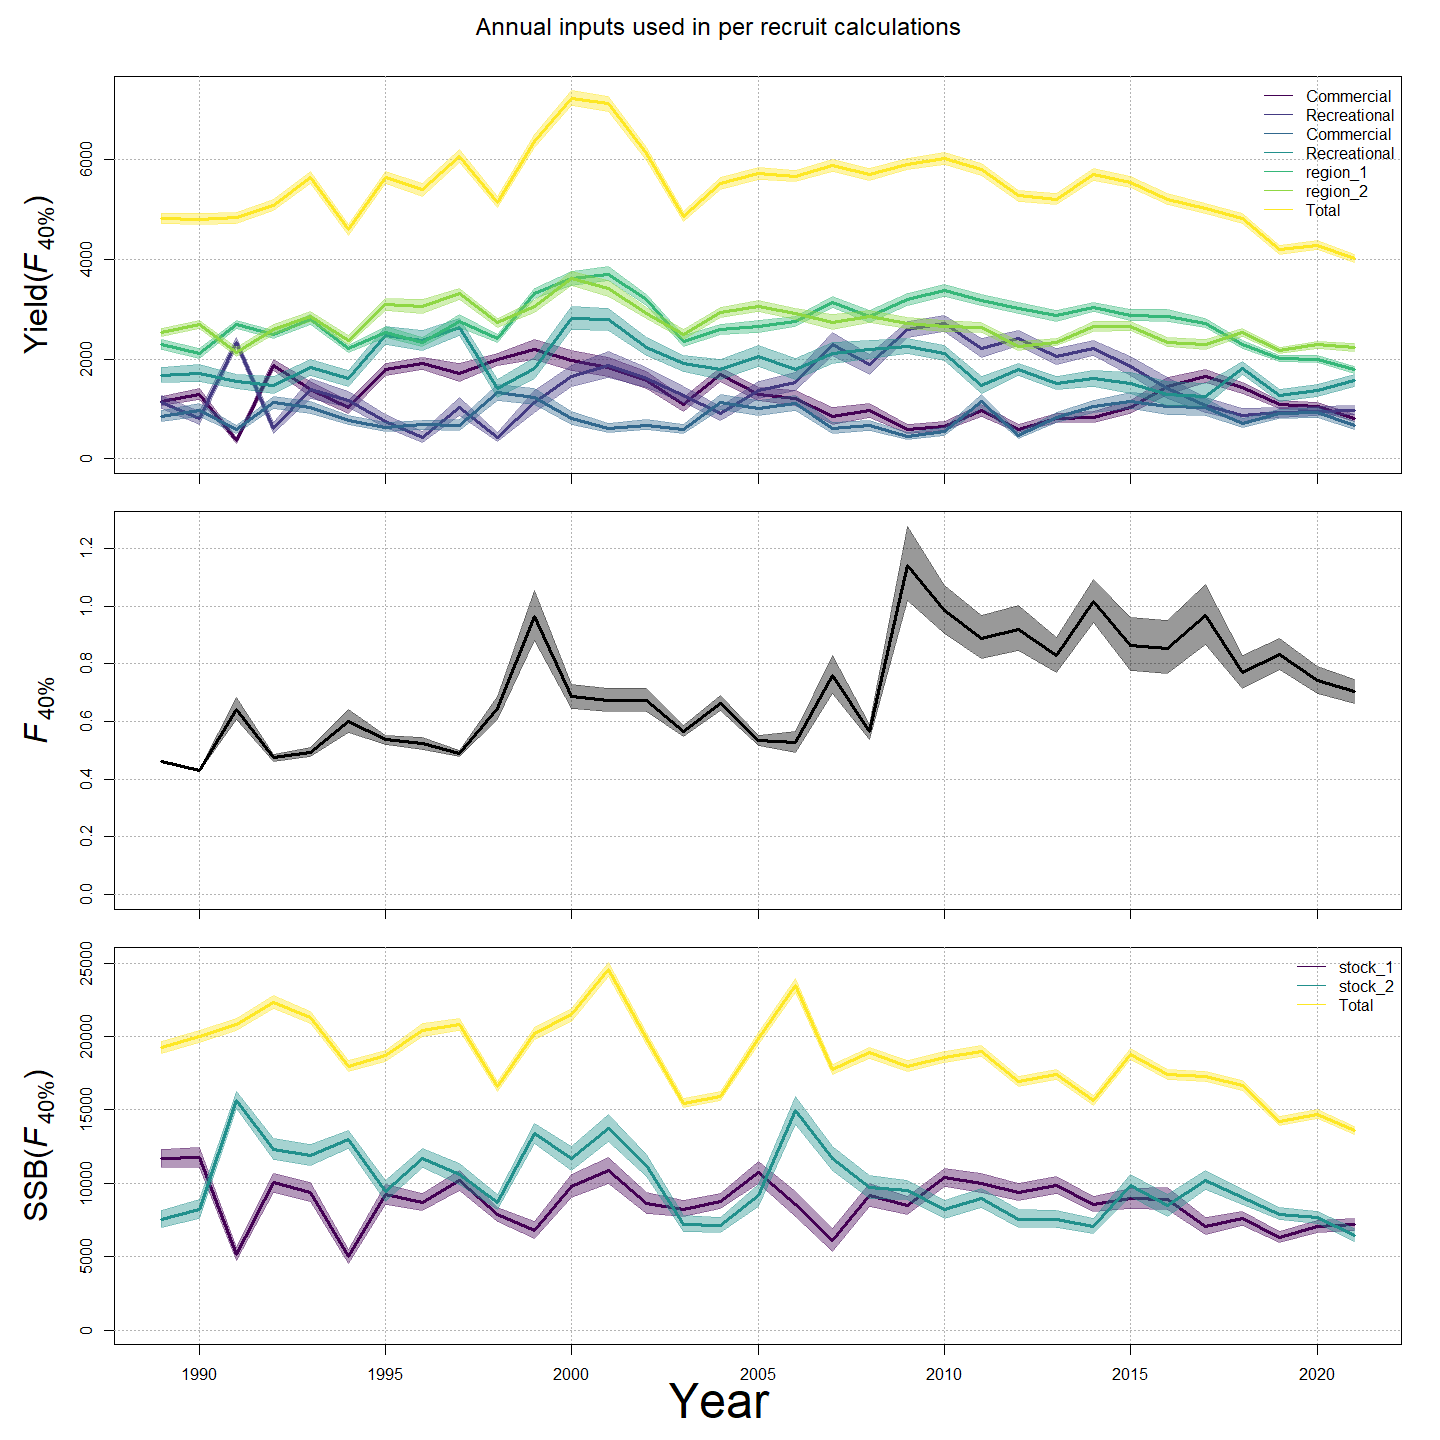 Annual inputs used in per recruit calculations
Yield(F40%)
0
2000
4000
6000
Commercial
Recreational
Commercial
Recreational
region_1
region_2
Total
F40%
0.0
0.2
0.4
0.6
0.8
1.0
1.2
SSB(F40%)
0
5000
10000
15000
20000
25000
stock_1
stock_2
Total
1990
1995
2000
2005
2010
2015
2020
Year